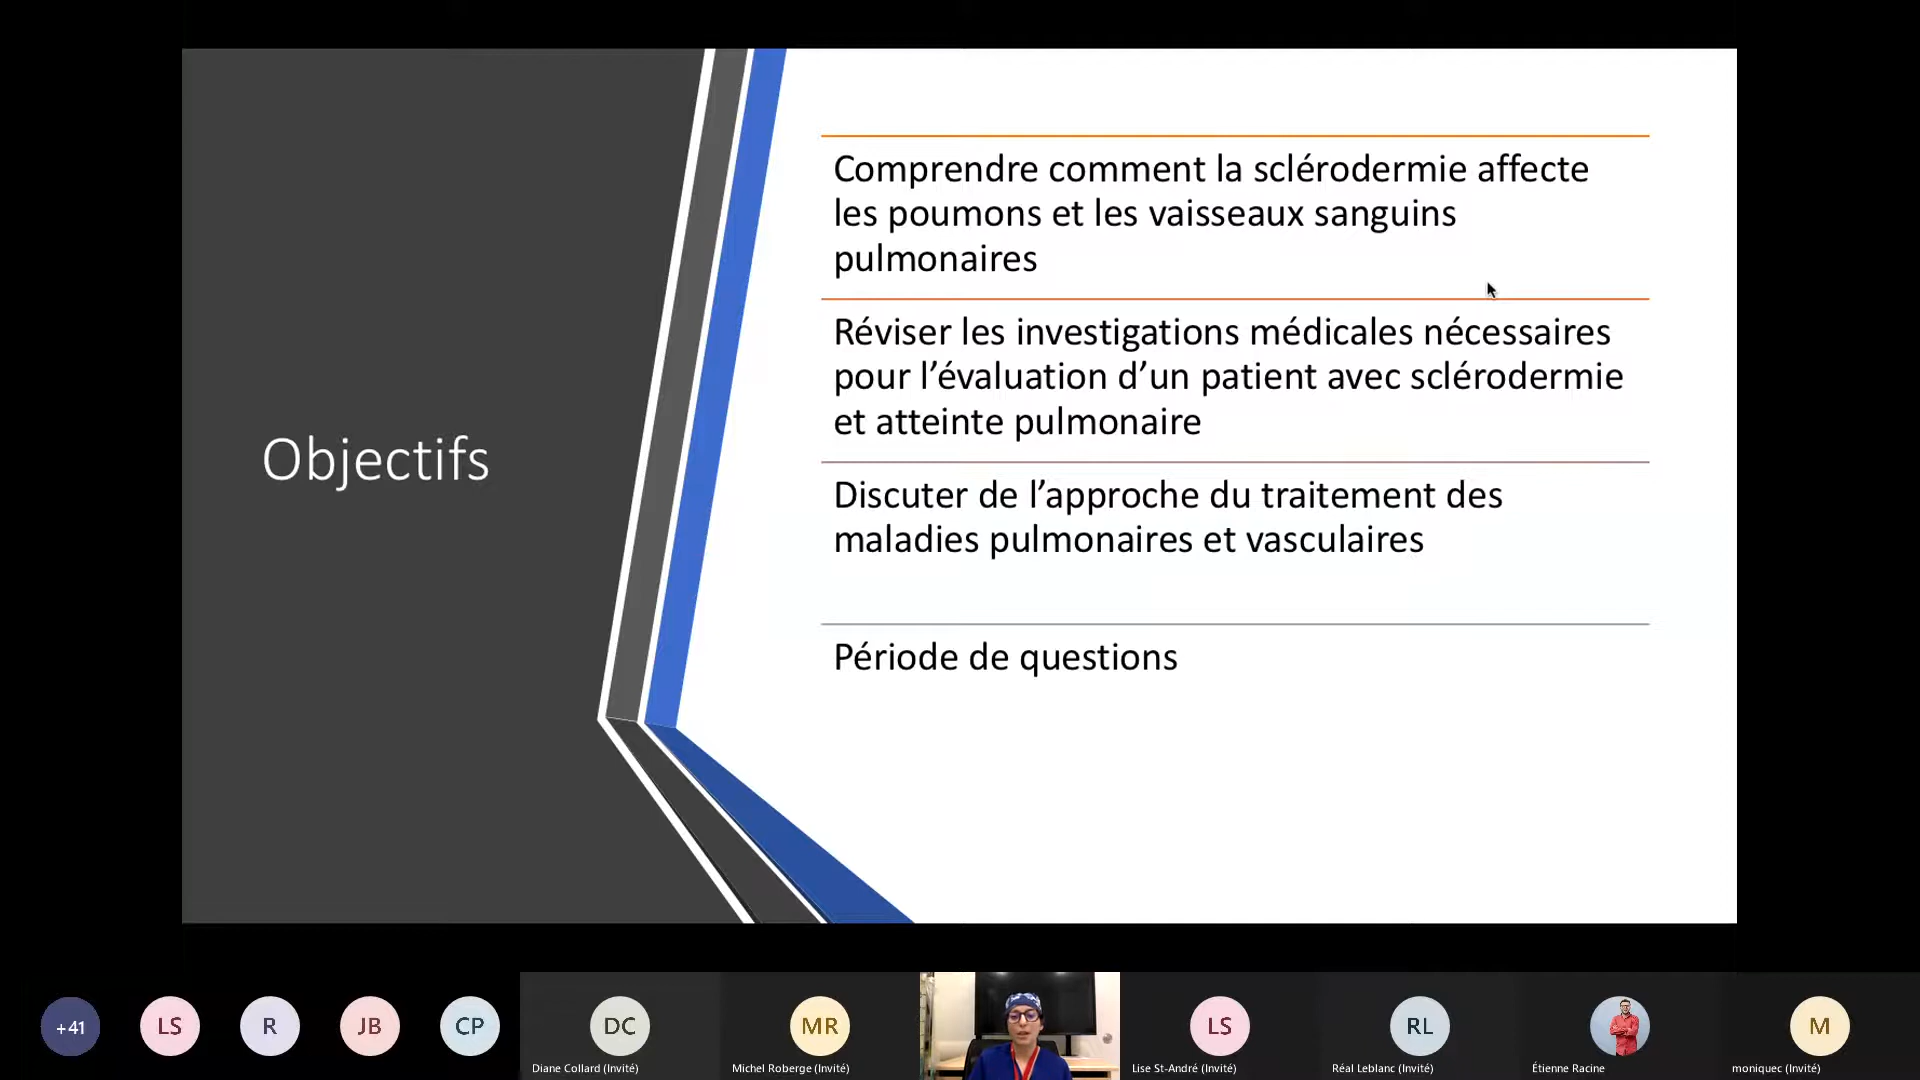 Objectifs
Comprendre comment la sclérodermie affecte
les poumons et les vaisseaux sanguins
pulmonaires
Réviser les investigations médicales nécessaires
pour l’évaluation d’un patient avec sclérodermie
et atteinte pulmonaire
Discuter de l’approche du traitement des
maladies pulmonaires et vasculaires
Période de questions
+41
LS
R
JB
CP
DC
MR
LS
RL
M
Diane Collard (Invité)
Michel Roberge (Invité)
Lise St-André (Invité)
Réal Leblanc (Invité)
Étienne Racine
moniquec (Invité)